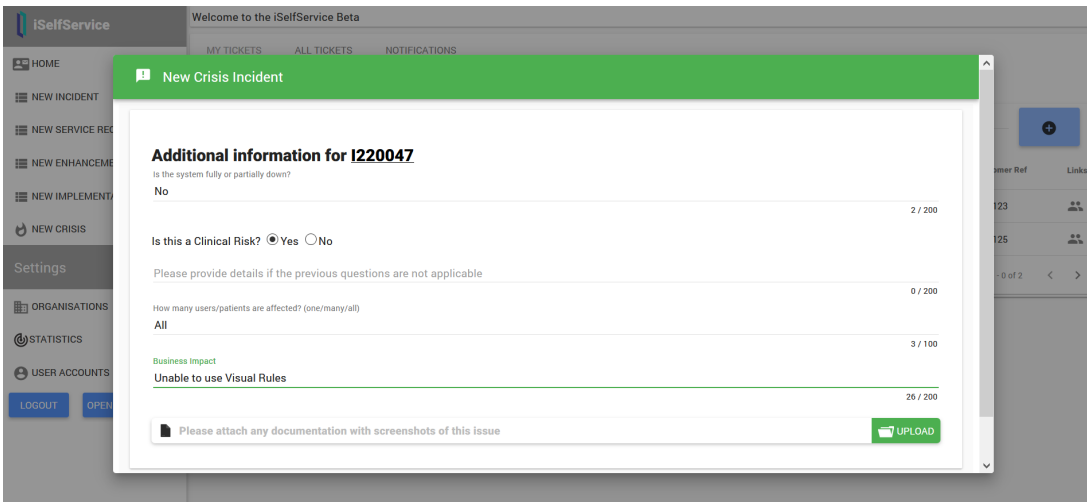 iSelfService
Welcome to the iSelfService Beta
MY TICKETS ALL TICKETS NOTIFICATIONS
HOME
NEW INCIDENT
NEW SERVICE
NEW
NEW
NEW CRISIS
Settings
ORGANISATIONS
STATISTICS
USER ACCOUNTS
LOGOUT OPEN
New Crisis Incident
Additional information for I220047
Is the system fully or partially down?
No
2 / 200
Is this a Clinical Risk? Yes No
Please provide details if the previous questions are not applicable
0 / 200
How many users/patients are affected? (one/many/all)
All
3 / 100
Business Impact
Unable to use Visual Rules
26 / 200
Please attach any documentation with screenshots of this issue
UPLOAD
Ref
123
125
- 0 of 2